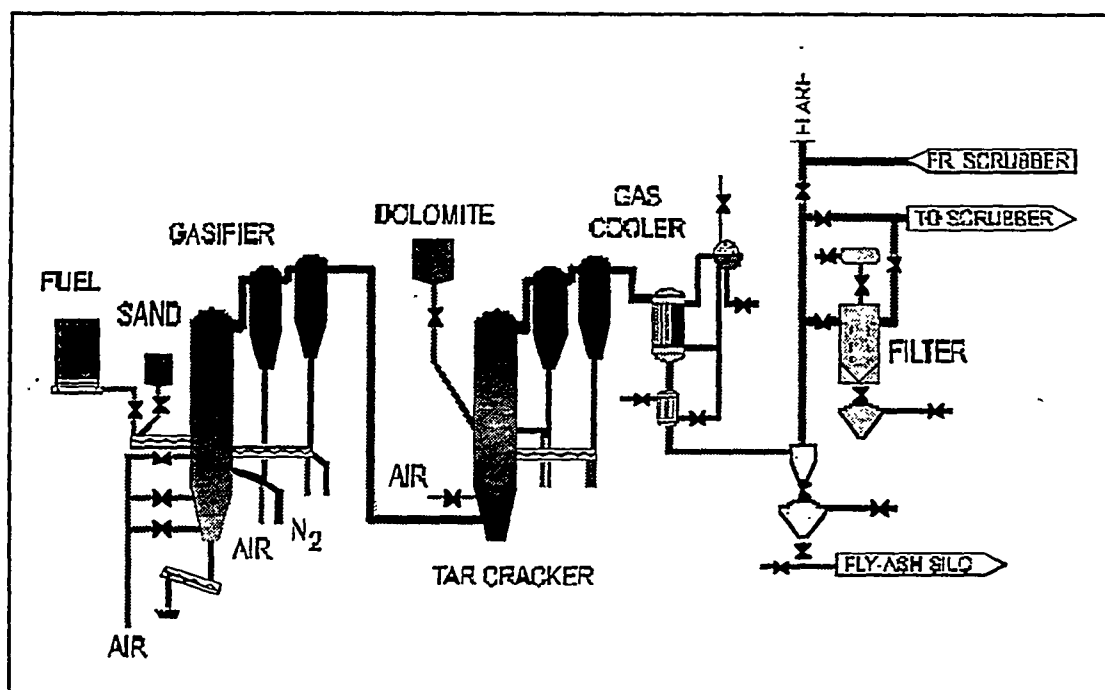 FR. SCRUBBER
TO SCRUBBER
GAS
COOLER
DOLOMITE
GASIFIER
FUEL
SAND
FILTER
AIR
AIR
N2
TAR CRACKER
FLY-ASH SILO
AIR